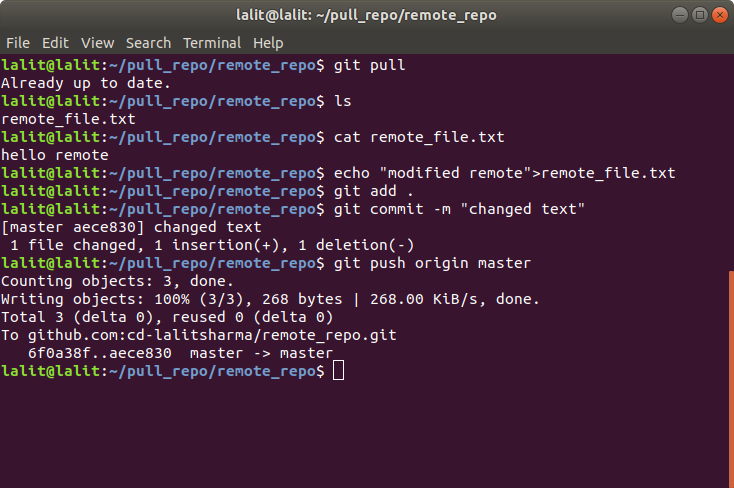 lalit@lalit: ~/pull_repo/remote_repo
File Edit View Search Terminal Help
lalit@lalit:~/pull_repo/remote_repo$ git pull
Already up to date.
lalit@lalit:~/pull_repo/remote_repo$ ls
remote_file.txt
lalit@lalit:~/pull_repo/remote_repo$ cat remote_file.txt
hello remote
lalit@lalit:~/pull_repo/remote_repo$ echo "modified remote">remote_file.txt
lalit@lalit:~/pull_repo/remote_repo$ git add .
lalit@lalit:~/pull_repo/remote_repo$ git commit -m "changed text"
[master aece830] changed text
 1 file changed, 1 insertion(+), 1 deletion(-)
lalit@lalit:~/pull_repo/remote_repo$ git push origin master
Counting objects: 3, done.
Writing objects: 100% (3/3), 268 bytes | 268.00 KiB/s, done.
Total 3 (delta 0), reused 0 (delta 0)
To github.com:cd-lalitsharma/remote_repo.git
   6f0a38f..aece830  master -> master
lalit@lalit:~/pull_repo/remote_repo$